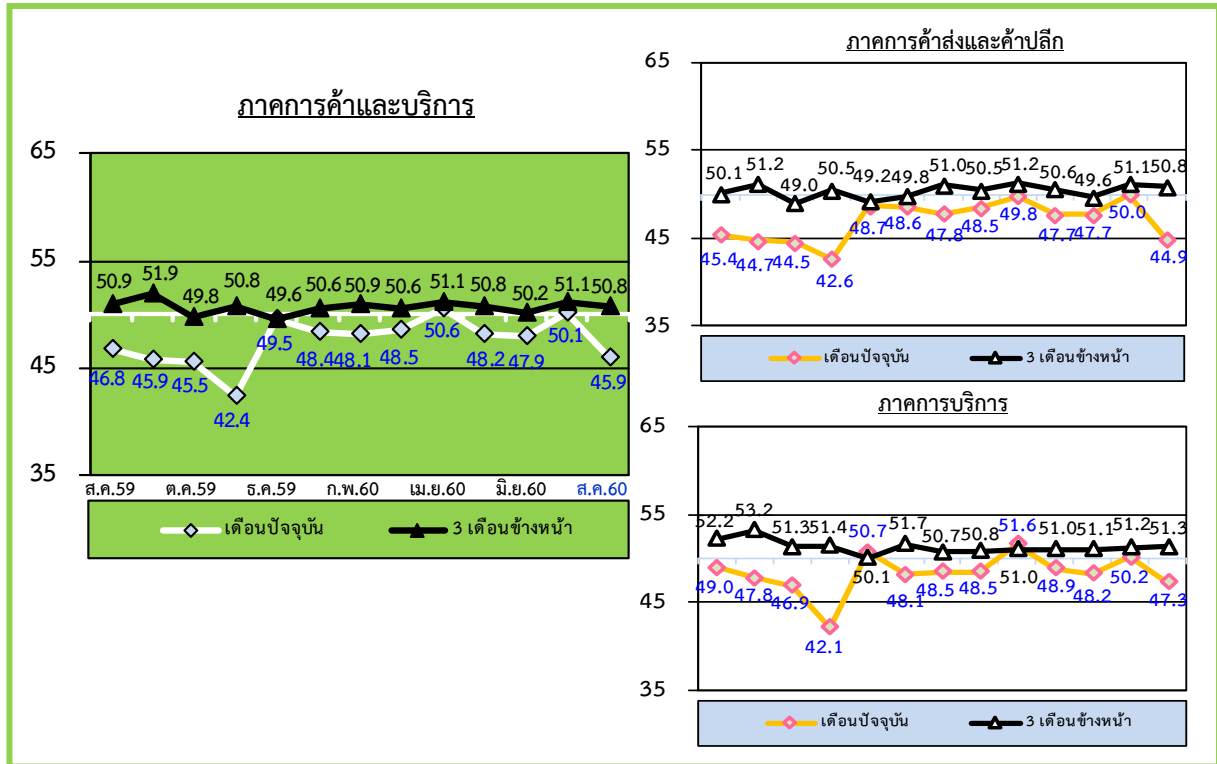 ภาคการค้าและบริการ
65
55
45
35
50.9 51.9 49.8 50.8 49.6 50.6 50.9 50.6 51.1 50.8 50.2 51.1 50.8
46.8 45.9 45.5 42.4 49.5 48.4 48.1 48.5 50.6 48.2 47.9 50.1 45.9
ส.ค.59 ต.ค.59 ธ.ค.59 ก.พ.60 เม.ย.60 มิ.ย.60 ส.ค.60
เดือนปัจจุบัน 3 เดือนข้างหน้า
ภาคการค้าส่งและค้าปลีก
65
55
45
35
50.1 51.2 49.0 50.5 49.2 49.8 51.0 50.5 51.2 50.6 49.6 51.1 50.8
45.4 44.7 44.5 42.6 48.7 48.6 47.8 48.5 49.8 47.7 47.7 50.0 44.9
เดือนปัจจุบัน 3 เดือนข้างหน้า
ภาคการบริการ
65
55
45
35
52.2 53.2 51.3 51.4 50.1 51.7 50.7 50.8 51.0 51.0 51.1 51.2 51.3
49.0 47.8 46.9 42.1 50.7 48.1 48.5 48.5 51.6 48.9 48.2 50.2 47.3
เดือนปัจจุบัน 3 เดือนข้างหน้า